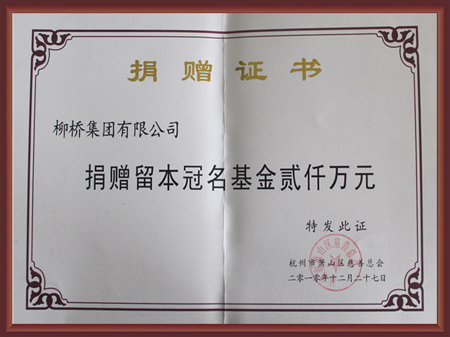 捐赠证书
柳桥集团有限公司
捐赠留本冠名基金贰仟万元
特发此证
杭州市萧山区慈善总会
二零一零年十二月二十七日